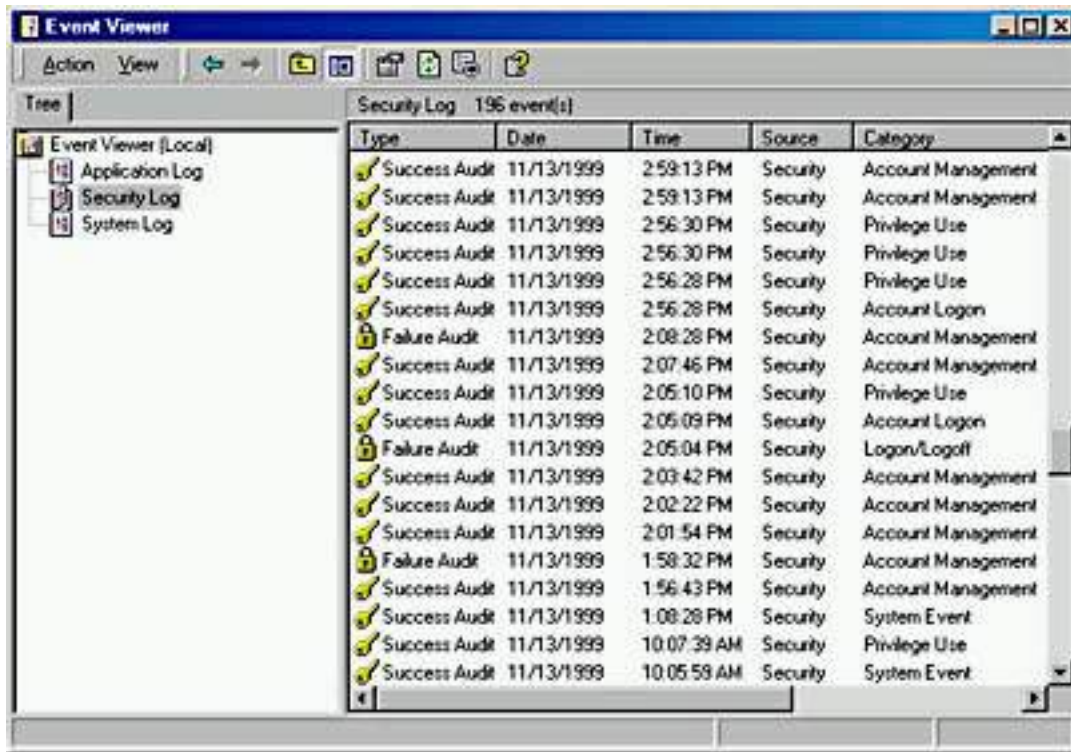 Event Viewer
Action View
Tree
Security Log 196 event(s)
Event Viewer (Local)
Application Log
Security Log
System Log
Type Date Time Source Category
Success Audit 11/13/1999 2:59:13 PM Security Account Management
Success Audit 11/13/1999 2:59:13 PM Security Account Management
Success Audit 11/13/1999 2:56:30 PM Security Privilege Use
Success Audit 11/13/1999 2:56:30 PM Security Privilege Use
Success Audit 11/13/1999 2:56:28 PM Security Privilege Use
Success Audit 11/13/1999 2:56:28 PM Security Account Logon
Failure Audit 11/13/1999 2:08:28 PM Security Account Management
Success Audit 11/13/1999 2:07:46 PM Security Account Management
Success Audit 11/13/1999 2:05:10 PM Security Privilege Use
Success Audit 11/13/1999 2:05:09 PM Security Account Logon
Failure Audit 11/13/1999 2:05:04 PM Security Logon/Logoff
Success Audit 11/13/1999 2:03:42 PM Security Account Management
Success Audit 11/13/1999 2:02:22 PM Security Account Management
Success Audit 11/13/1999 2:01:54 PM Security Account Management
Failure Audit 11/13/1999 1:58:32 PM Security Account Management
Success Audit 11/13/1999 1:56:43 PM Security Account Management
Success Audit 11/13/1999 1:08:28 PM Security System Event
Success Audit 11/13/1999 10:07:39 AM Security Privilege Use
Success Audit 11/13/1999 10:05:59 AM Security System Event